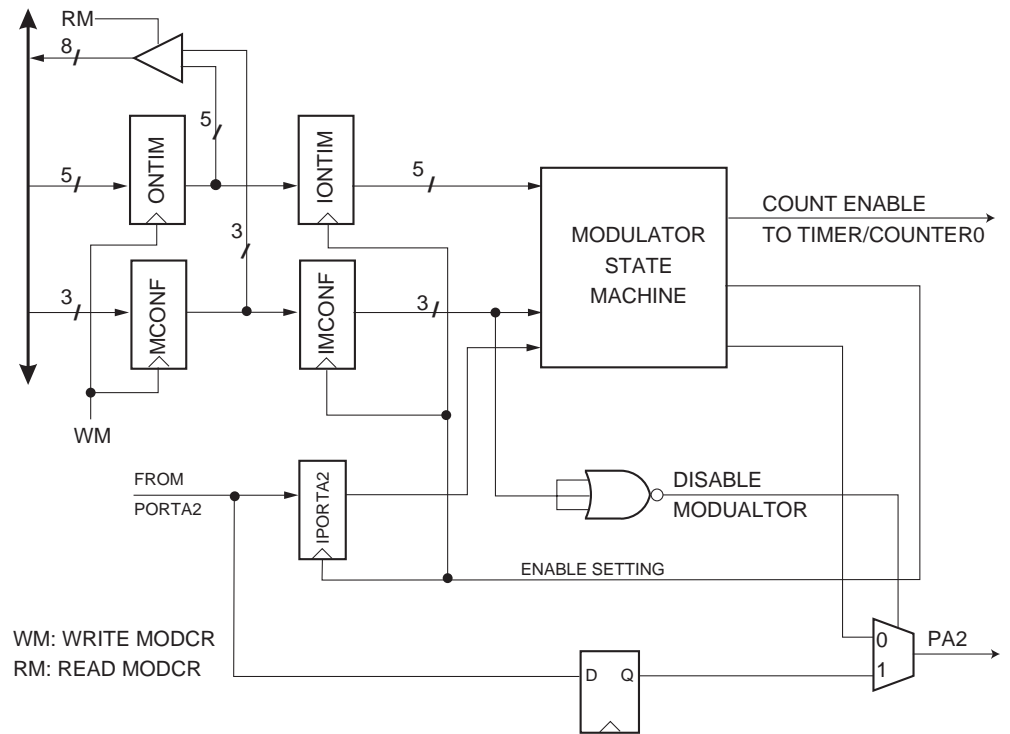 RM
8
5
5
ONTIM
IONTIM
5
COUNT ENABLE
TO TIMER/COUNTER0
MODULATOR
STATE
MACHINE
3
3
MCONF
IMCONF
3
WM
FROM
PORTA2
IPORTA2
DISABLE
MODUALTOR
ENABLE SETTING
WM: WRITE MODCR
RM: READ MODCR
D Q
0
1
PA2